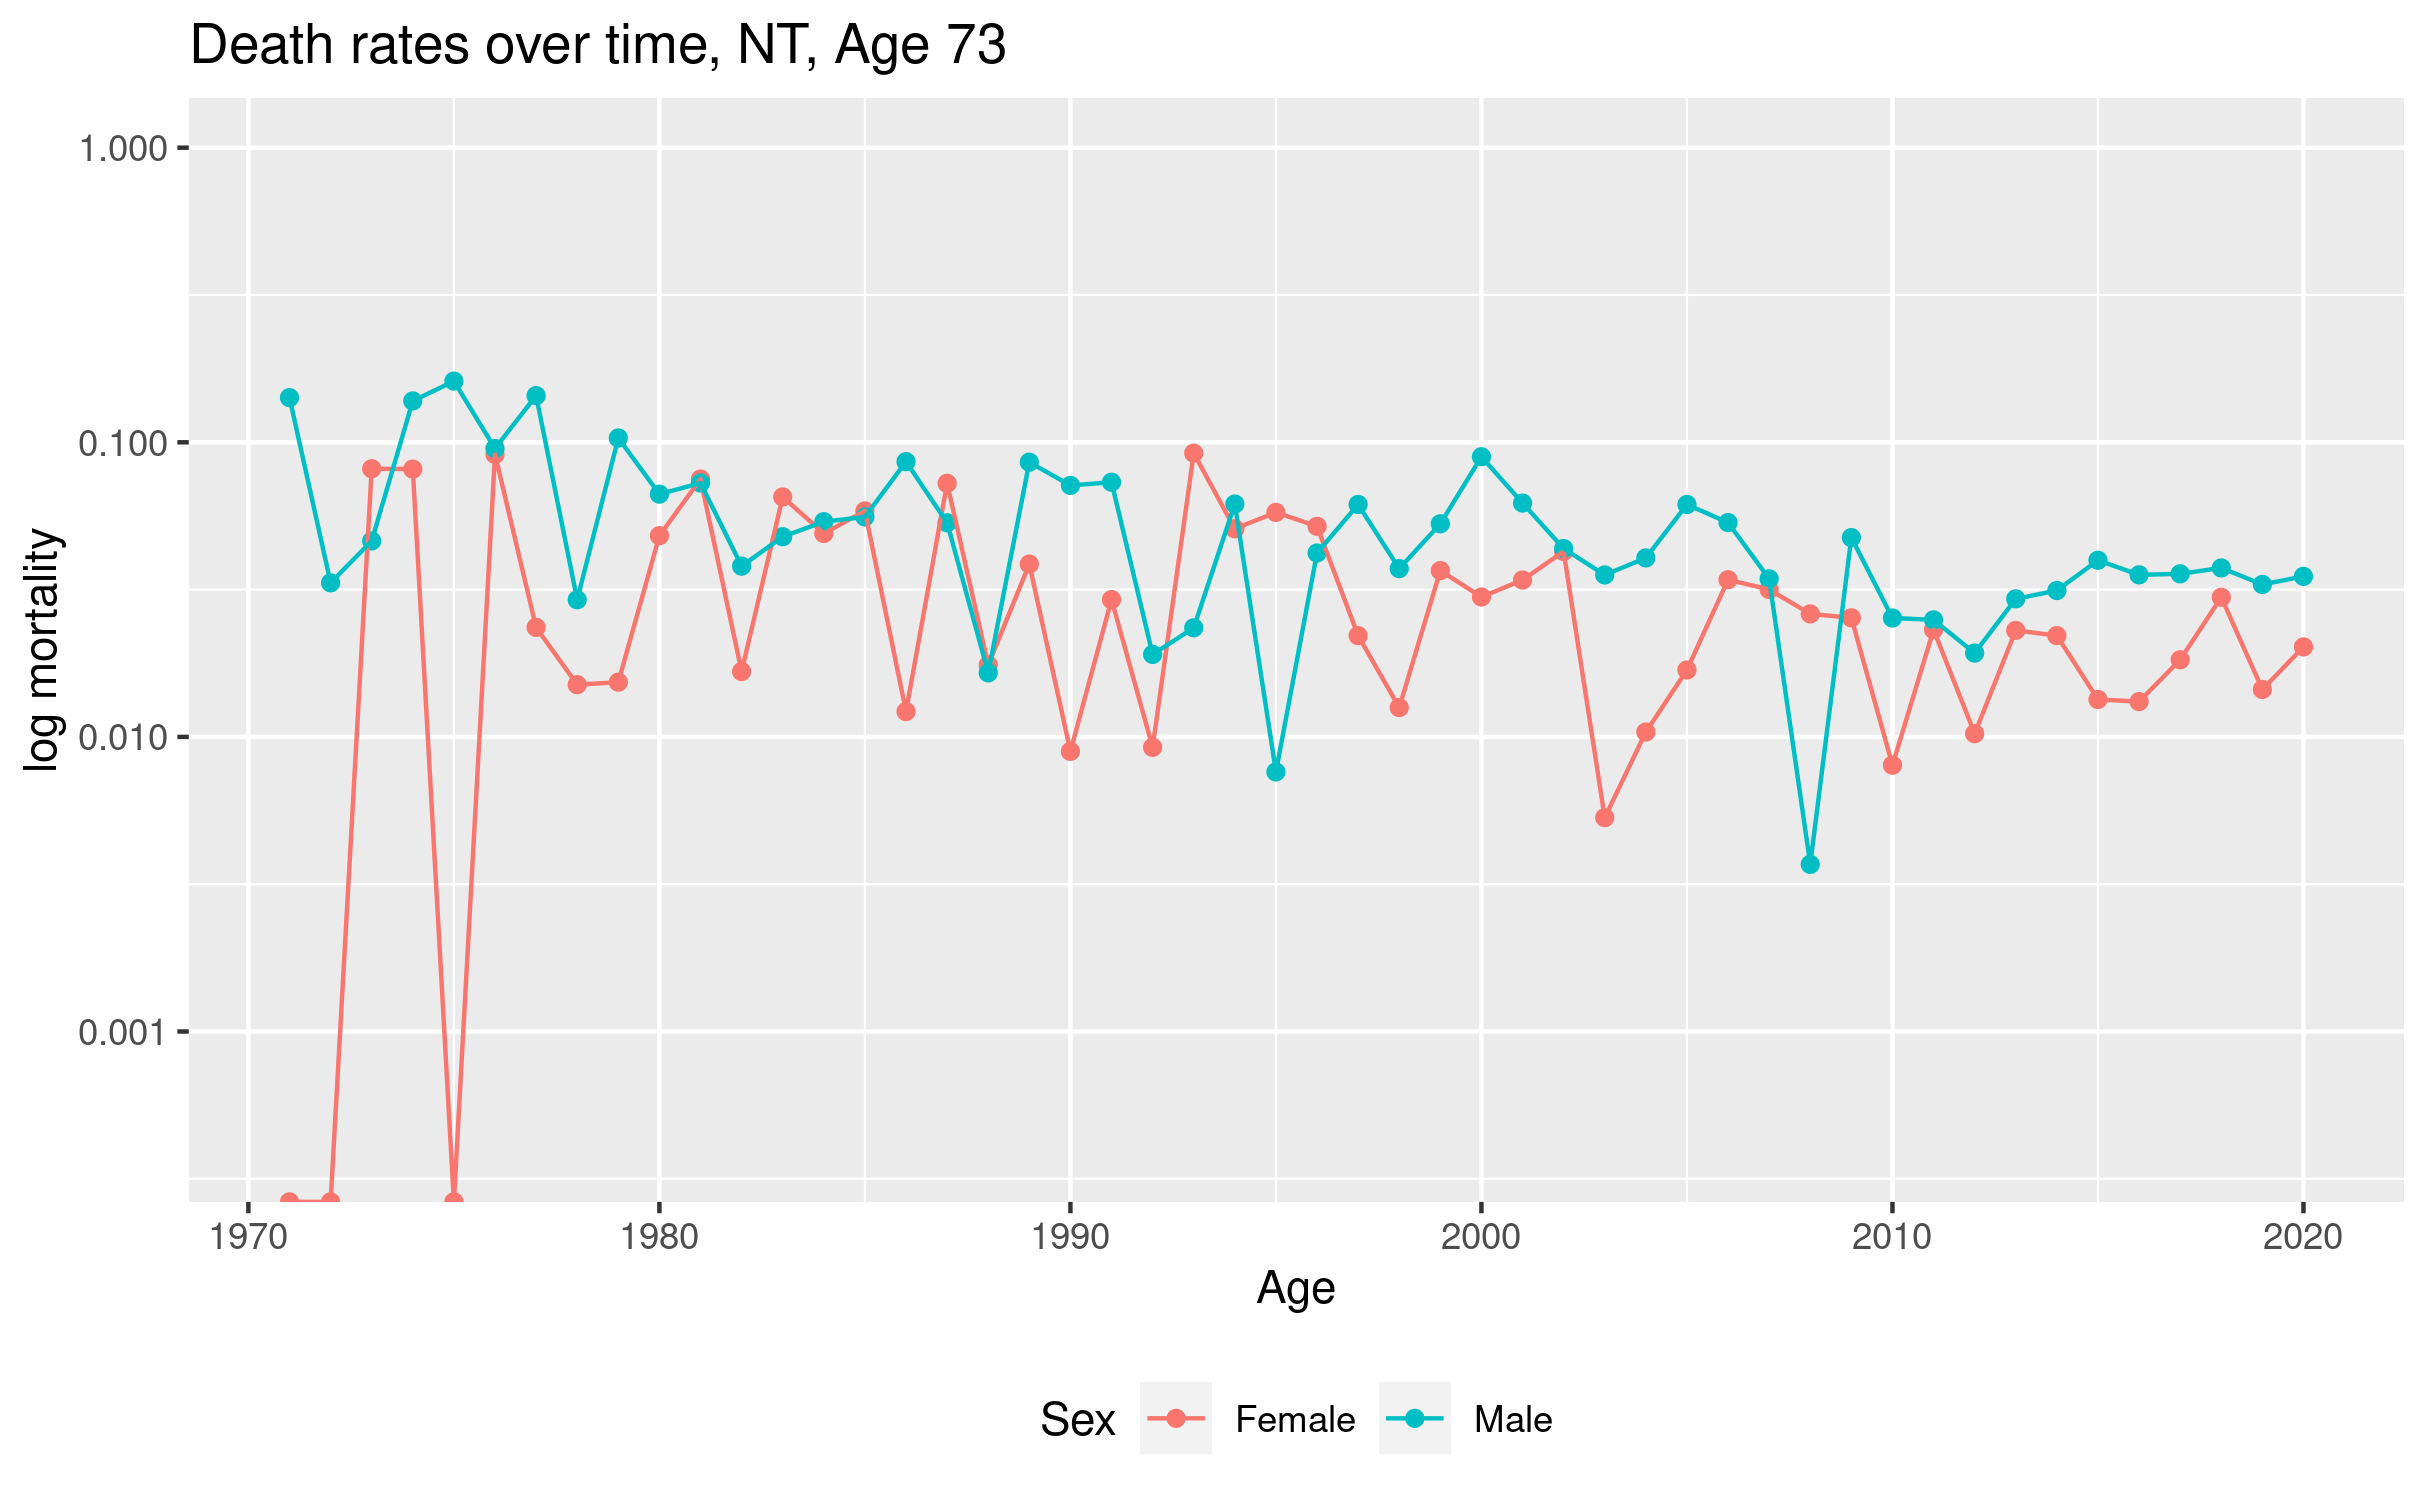 Death rates over time, NT, Age 73
1.000
0.100
0.010
0.001
log mortality
1970 1980 1990 2000 2010 2020
Age
Sex Female Male